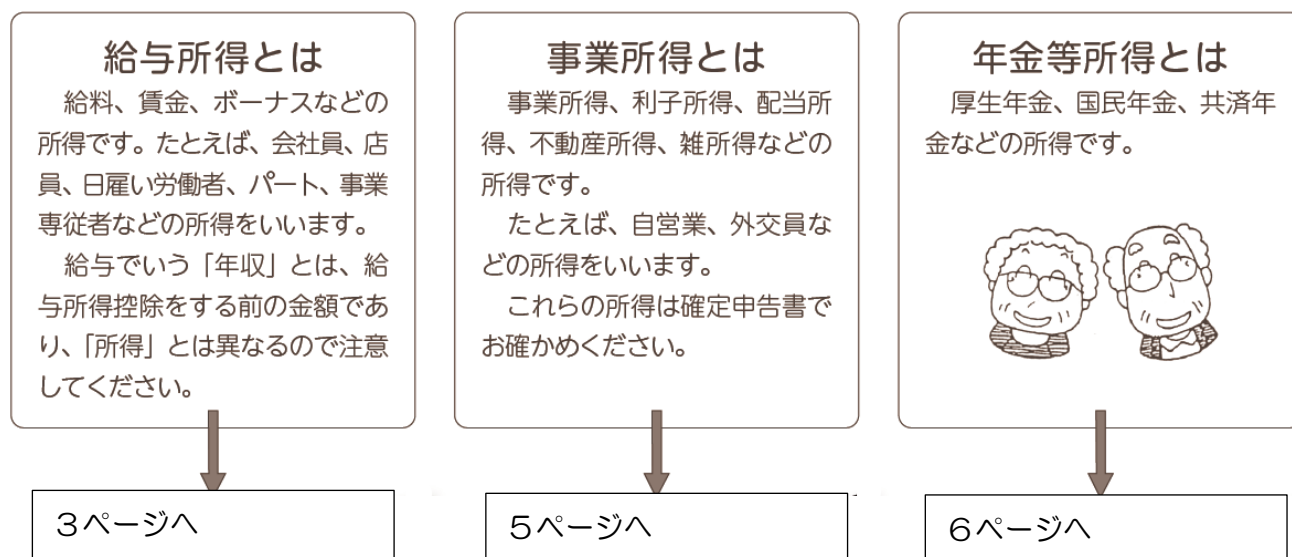 給与所得とは
給料、賃金、ボーナスなどの
所得です。たとえば、会社員、店
員、日雇い労働者、パート、事業
専従者などの所得をいいます。
給与でいう「年収」とは、給
与所得控除をする前の金額であ
り、「所得」とは異なるので注意
してください。
3ページへ
事業所得とは
事業所得、利子所得、配当所
得、不動産所得、雑所得などの
所得です。
たとえば、自営業、外交員な
どの所得をいいます。
これらの所得は確定申告書で
お確かめください。
5ページへ
年金等所得とは
厚生年金、国民年金、共済年
金などの所得です。
6ページへ